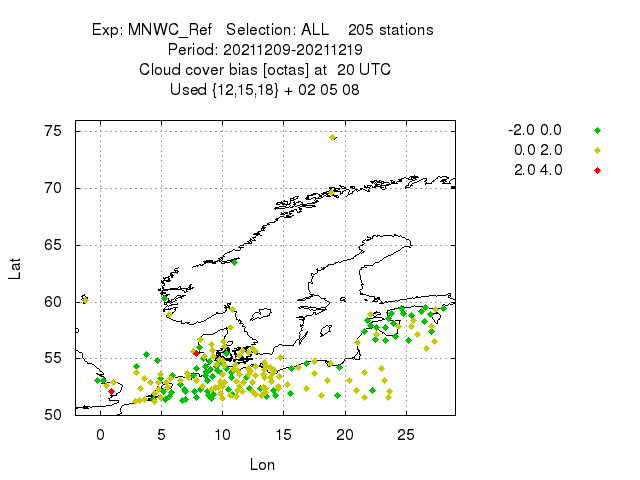 Exp: MNWC_Ref Selection: ALL 205 stations
Period: 20211209-20211219
Cloud cover bias [octas] at 20 UTC
Used {12,15,18} + 02 05 08
-2.0 0.0
0.0 2.0
2.0 4.0
75
70
65
60
55
50
Lat
0 5 10 15 20 25
Lon